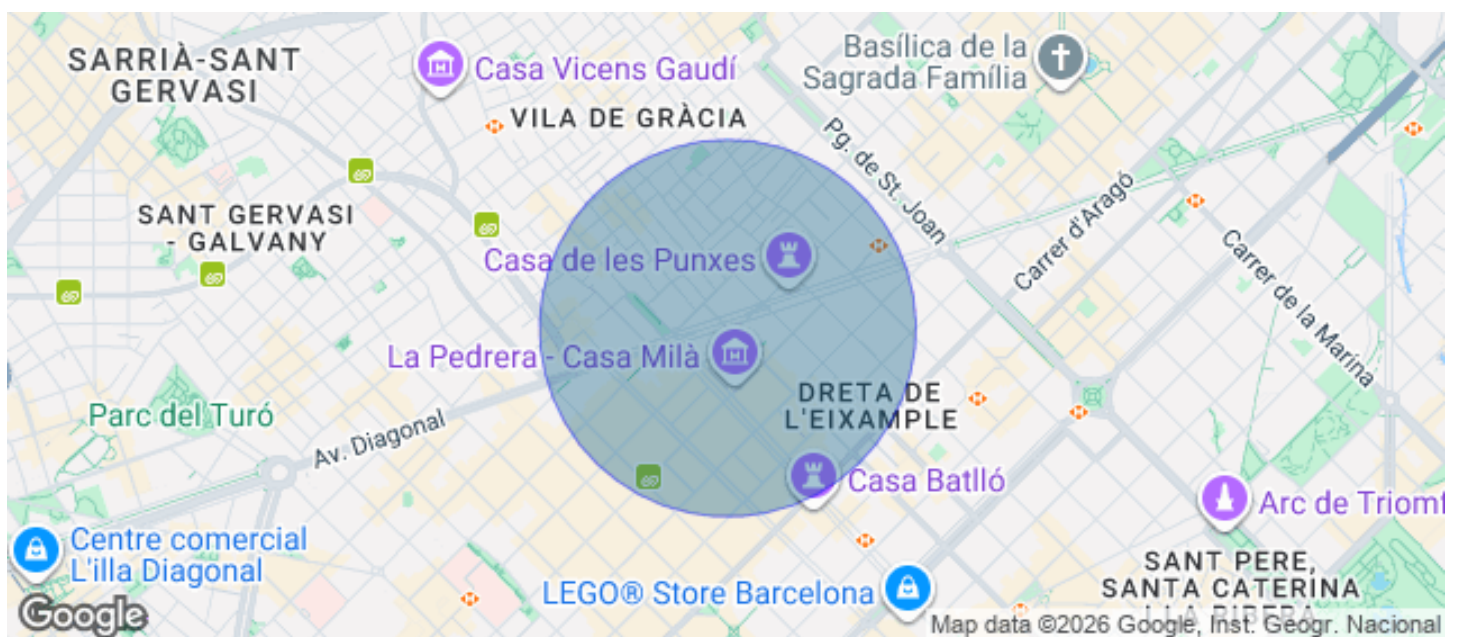 SARRIÀ-SANT
GERVASI
Casa Vicens Gaudí
Basílica de la
Sagrada Família
VILA DE GRÀCIA
Pg. de St. Joan
Carrer d'Aragó
SANT GERVASI
- GALVANY
Casa de les Punxes
Carrer de la Marina
La Pedrera - Casa Milà
DRETA DE
L'EIXAMPLE
Parc del Turó
Av. Diagonal
Casa Batlló
Arc de Triomf
Centre comercial
L'illa Diagonal
SANT PERE,
SANTA CATERINA
I LA RIBERA
LEGO® Store Barcelona
Google
Map data ©2026 Google, Inst. Geogr. Nacional